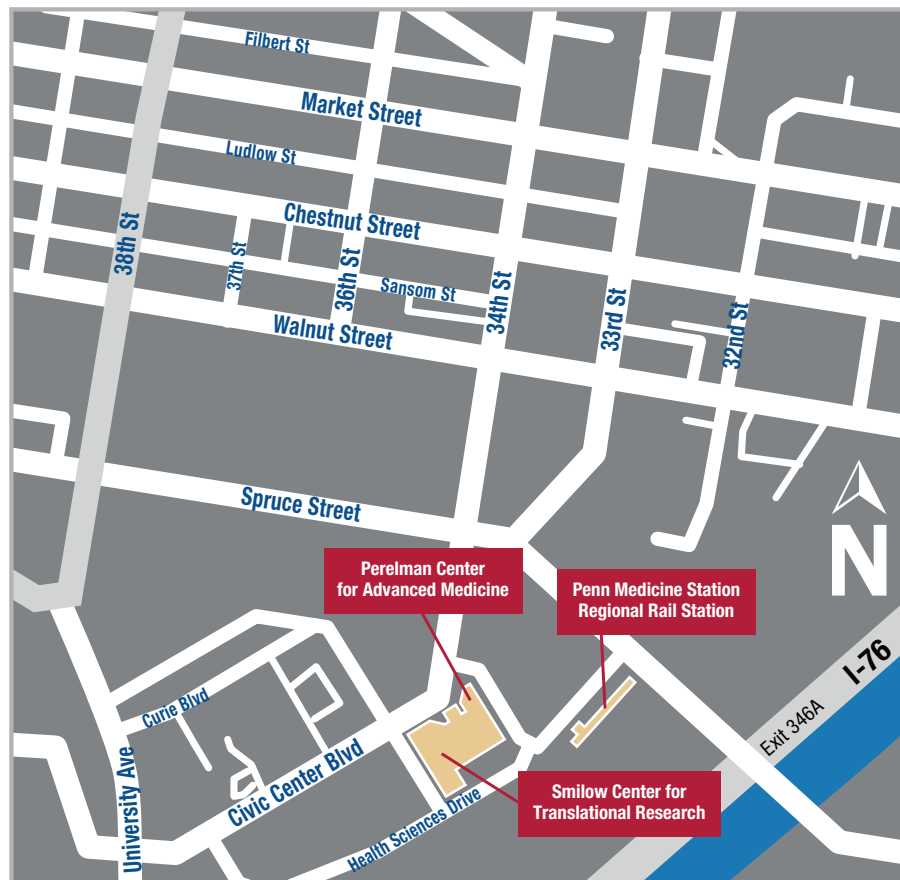 Filbert St
Market Street
Ludlow St
Chestnut Street
38th St
37th St
36th St
Sansom St
34th St
33rd St
32nd St
Walnut Street
Spruce Street
N
Perelman Center
for Advanced Medicine
Penn Medicine Station
Regional Rail Station
I-76
Exit 346A
Curie Blvd
University Ave
Civic Center Blvd
Health Sciences Drive
Smilow Center for
Translational Research